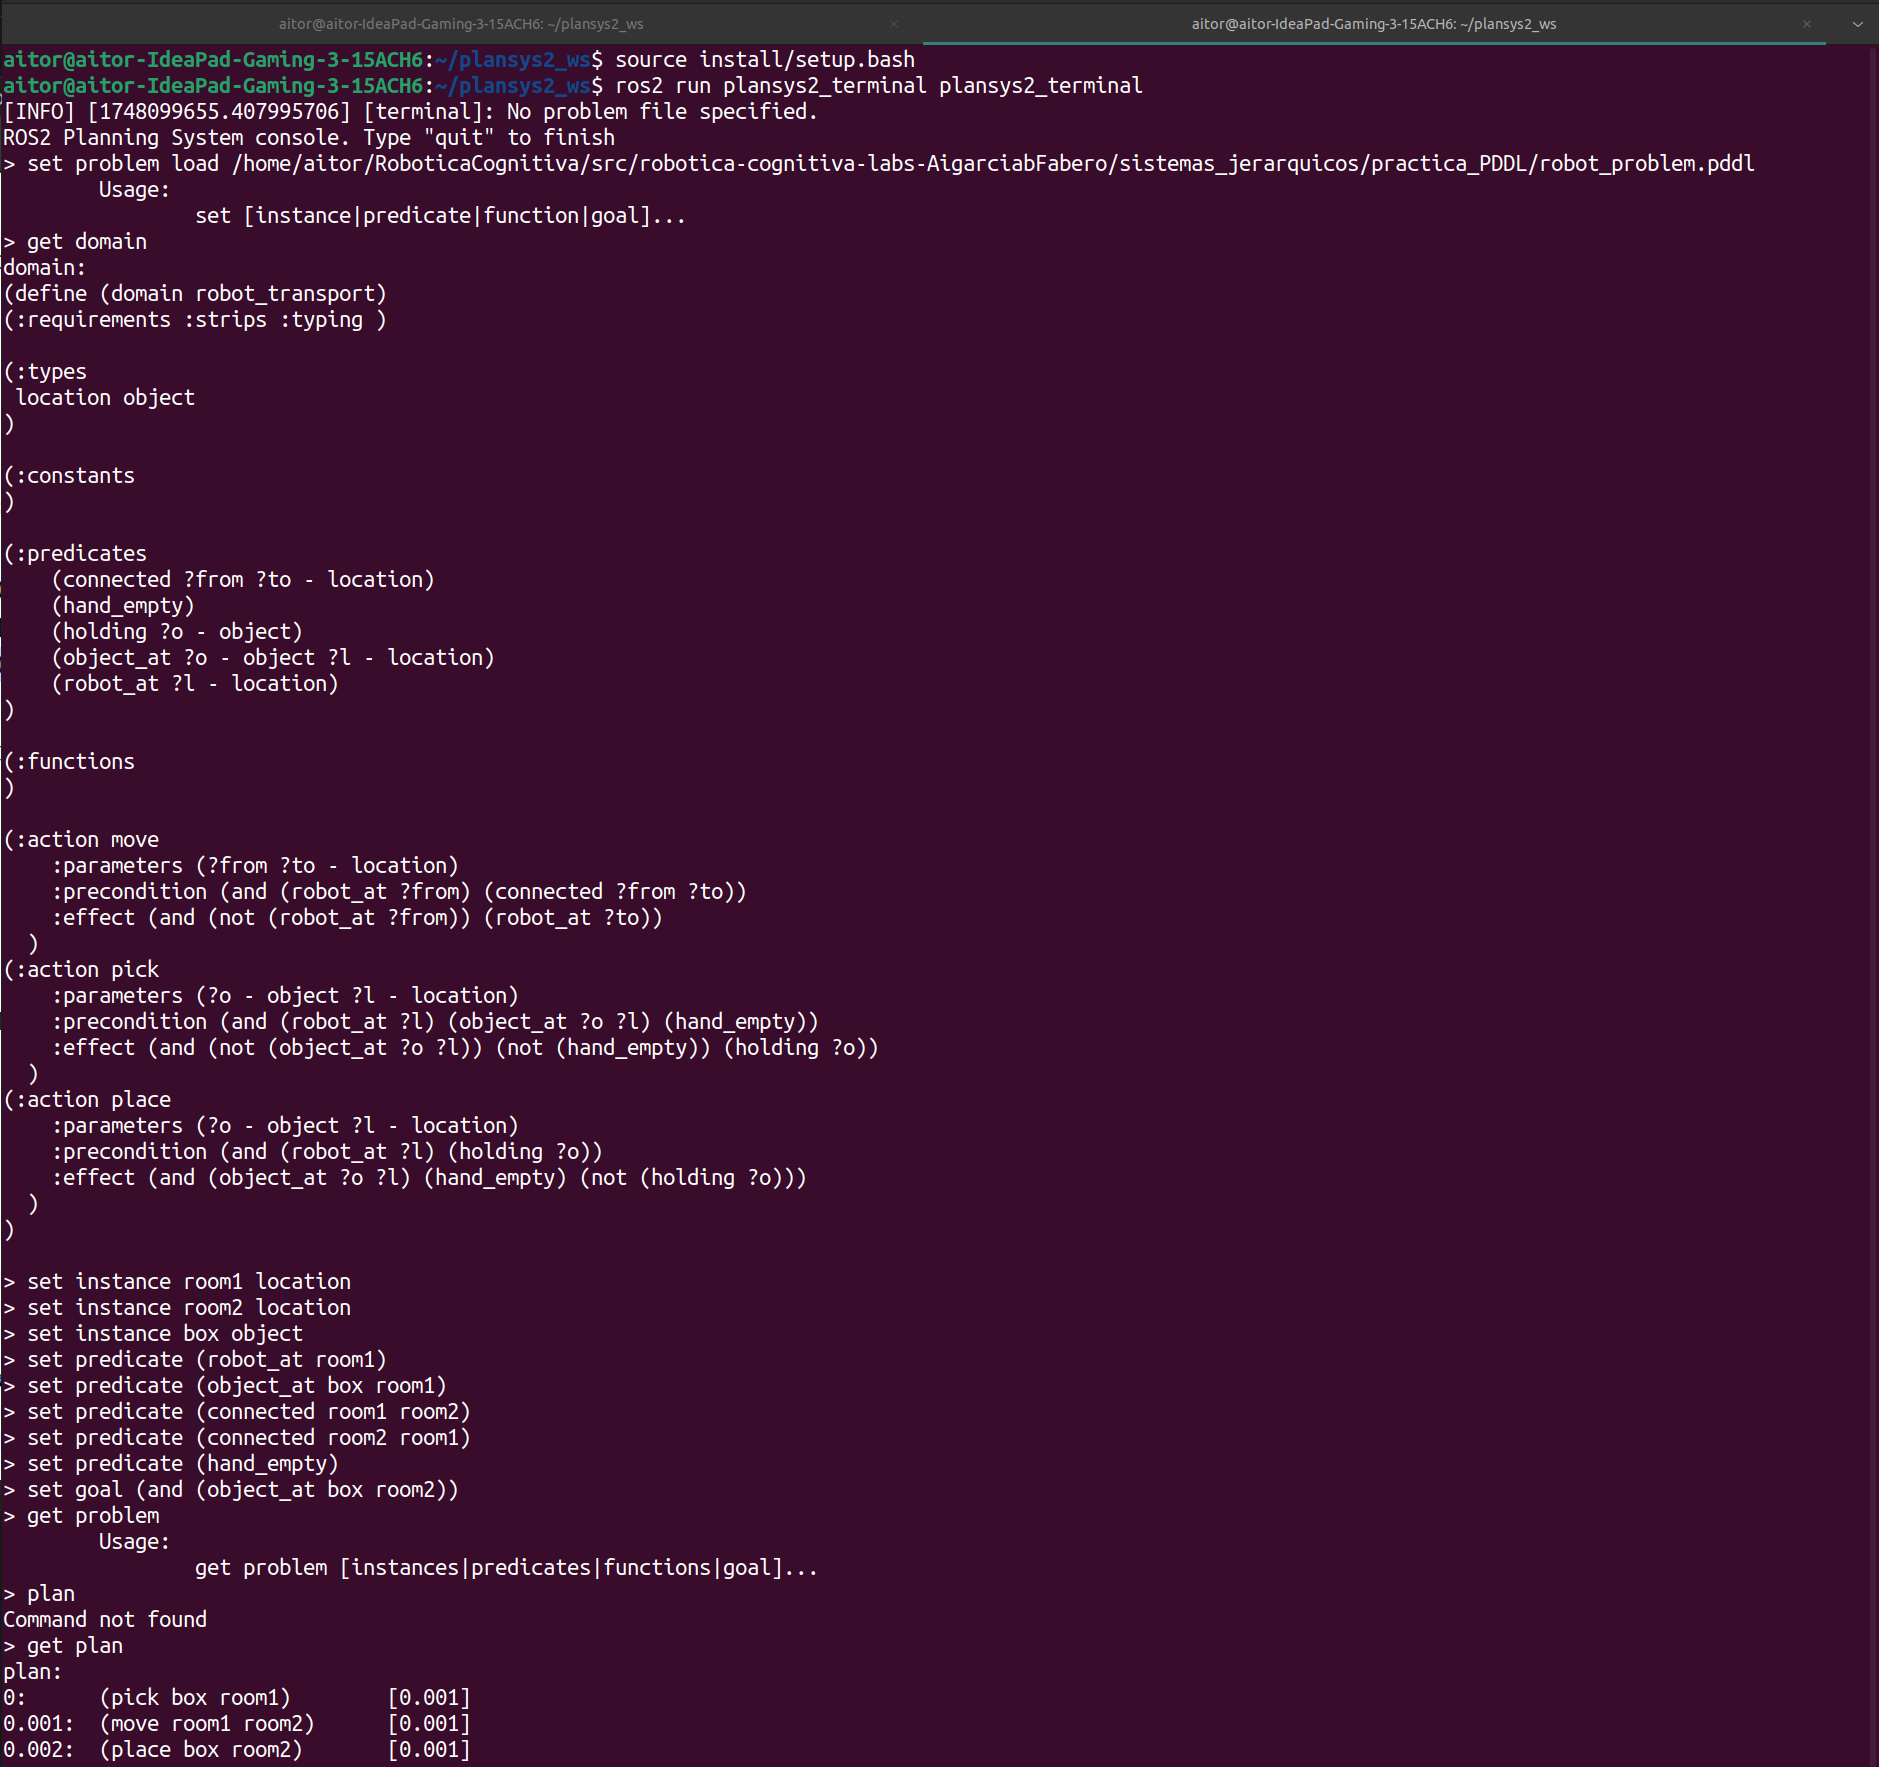 aitor@aitor-IdeaPad-Gaming-3-15ACH6: ~/plansys2_ws × aitor@aitor-IdeaPad-Gaming-3-15ACH6: ~/plansys2_ws ×
aitor@aitor-IdeaPad-Gaming-3-15ACH6:~/plansys2_ws$ source install/setup.bash
aitor@aitor-IdeaPad-Gaming-3-15ACH6:~/plansys2_ws$ ros2 run plansys2_terminal plansys2_terminal
[INFO] [1748099655.407995706] [terminal]: No problem file specified.
ROS2 Planning System console. Type "quit" to finish
> set problem load /home/aitor/RoboticaCognitiva/src/robotica-cognitiva-labs-AigarciabFabero/sistemas_jerarquicos/practica_PDDL/robot_problem.pddl
        Usage:
                set [instance|predicate|function|goal]...
> get domain
domain:
(define (domain robot_transport)
(:requirements :strips :typing )
(:types
 location object
)
(:constants
)
(:predicates
    (connected ?from ?to - location)
    (hand_empty)
    (holding ?o - object)
    (object_at ?o - object ?l - location)
    (robot_at ?l - location)
)
(:functions
)
(:action move
    :parameters (?from ?to - location)
    :precondition (and (robot_at ?from) (connected ?from ?to))
    :effect (and (not (robot_at ?from)) (robot_at ?to))
  )
(:action pick
    :parameters (?o - object ?l - location)
    :precondition (and (robot_at ?l) (object_at ?o ?l) (hand_empty))
    :effect (and (not (object_at ?o ?l)) (not (hand_empty)) (holding ?o))
  )
(:action place
    :parameters (?o - object ?l - location)
    :precondition (and (robot_at ?l) (holding ?o))
    :effect (and (object_at ?o ?l) (hand_empty) (not (holding ?o)))
  )
)
> set instance room1 location
> set instance room2 location
> set instance box object
> set predicate (robot_at room1)
> set predicate (object_at box room1)
> set predicate (connected room1 room2)
> set predicate (connected room2 room1)
> set predicate (hand_empty)
> set goal (and (object_at box room2))
> get problem
        Usage:
                get problem [instances|predicates|functions|goal]...
> plan
Command not found
> get plan
plan:
0:      (pick box room1)        [0.001]
0.001:  (move room1 room2)      [0.001]
0.002:  (place box room2)       [0.001]